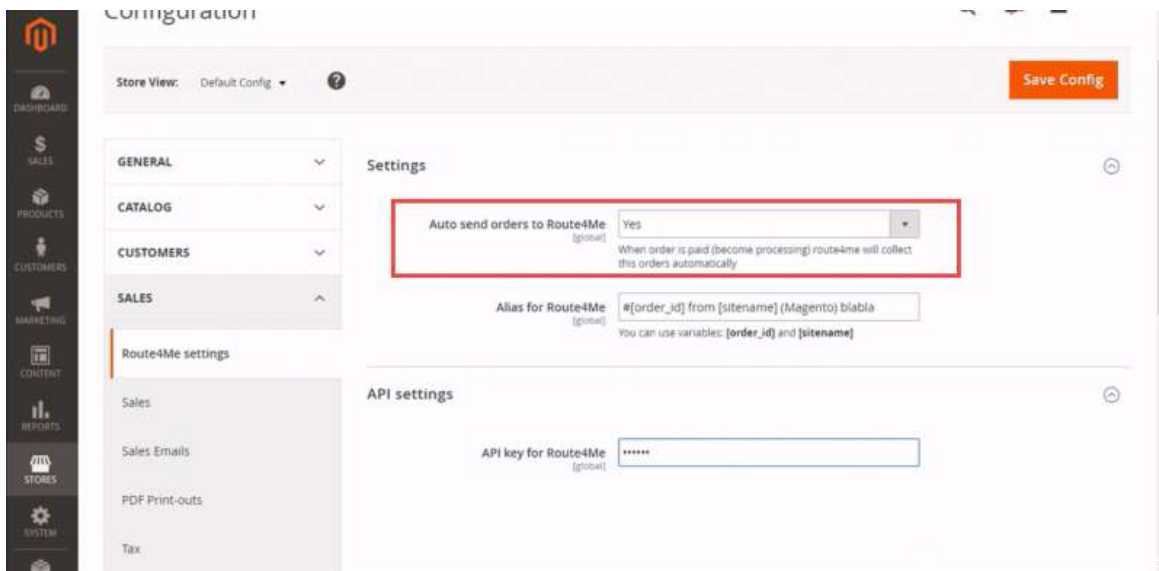 Configuration
DASHBOARD
SALES
PRODUCTS
CUSTOMERS
MARKETING
CONTENT
REPORTS
STORES
SYSTEM
Store View: Default Config
Save Config
GENERAL
CATALOG
CUSTOMERS
SALES
Route4Me settings
Sales
Sales Emails
PDF Print-outs
Tax
Settings
Auto send orders to Route4Me
[global]
Yes
When order is paid (become processing) route4me will collect
this orders automatically
Alias for Route4Me
[global]
#[order_id] from [sitename] (Magento) blabla
You can use variables: [order_id] and [sitename]
API settings
API key for Route4Me
[global]
••••••